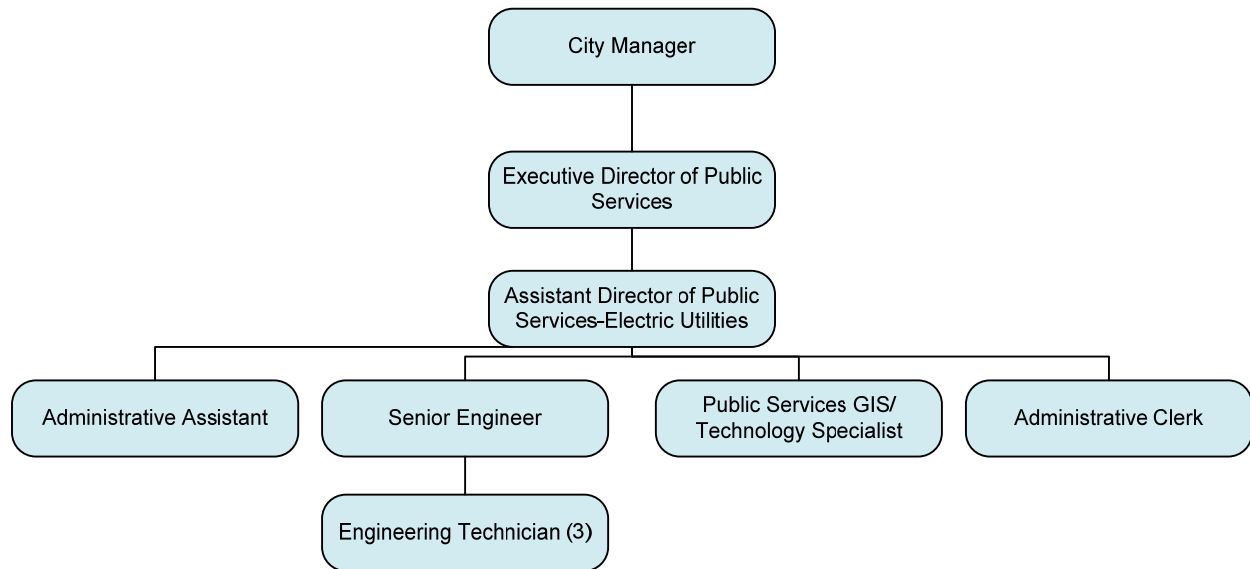 City Manager
Executive Director of Public
Services
Assistant Director of Public
Services-Electric Utilities
Administrative Assistant
Senior Engineer
Public Services GIS/
Technology Specialist
Administrative Clerk
Engineering Technician (3)